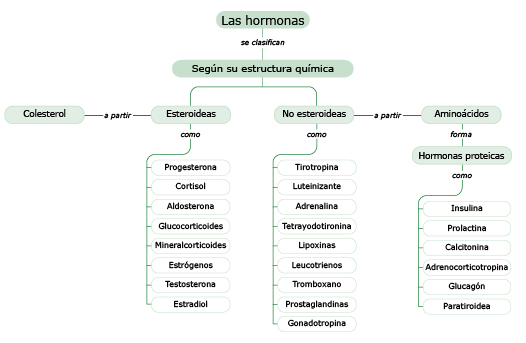 Las hormonas
se clasifican
Según su estructura química
Colesterol
a partir
Esteroideas
No esteroideas
a partir
Aminoácidos
como
como
forma
Hormonas proteicas
como
Progesterona
Cortisol
Aldosterona
Glucocorticoides
Mineralcorticoides
Estrógenos
Testosterona
Estradiol
Tirotropina
Luteinizante
Adrenalina
Tetrayodotironina
Lipoxinas
Leucotrienos
Tromboxano
Prostaglandinas
Gonadotropina
Insulina
Prolactina
Calcitonina
Adrenocorticotropina
Glucagón
Paratiroidea